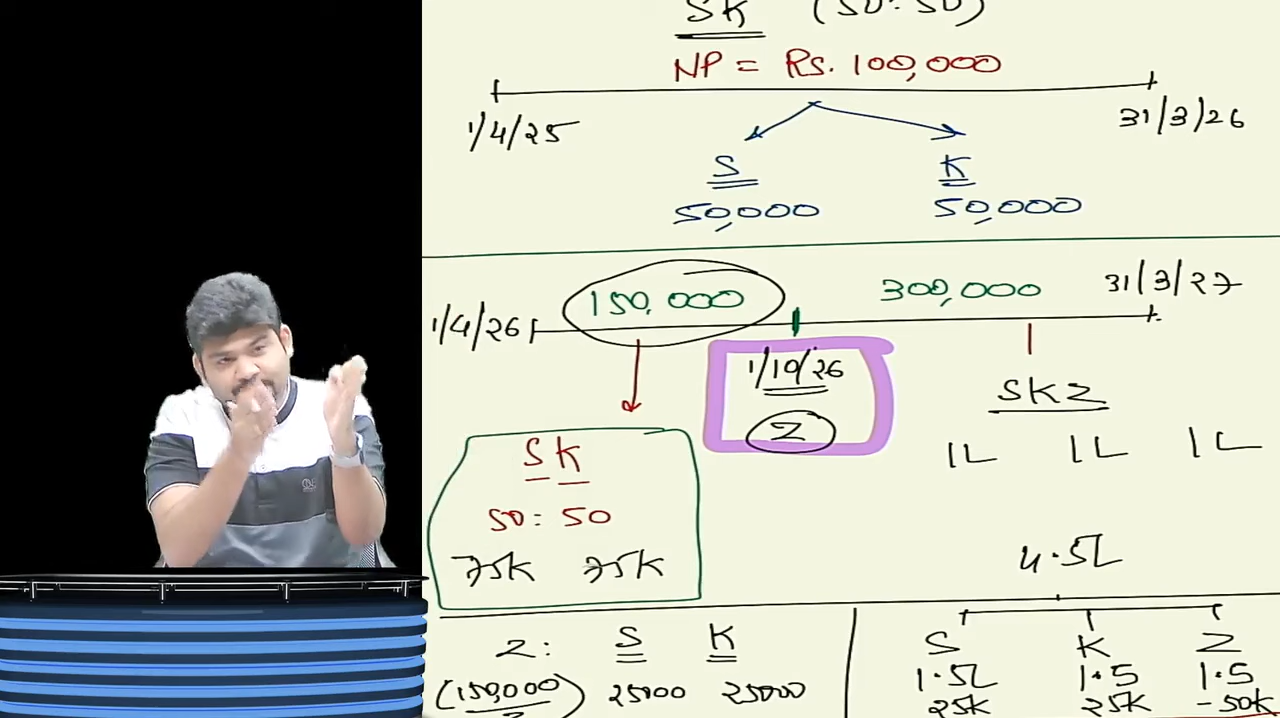 SK (50:50)
NP = Rs. 100,000
1/4/25 31/3/26
S K
50,000 50,000
1/4/26 150,000 300,000 31/3/27
1/10/26
Z
SKZ
1L 1L 1L
SK
50:50
75K 75K
4.5L
Z: S K
(150,000) 25000 25000
S K Z
1.5L 1.5 1.5
25K 25K -50K